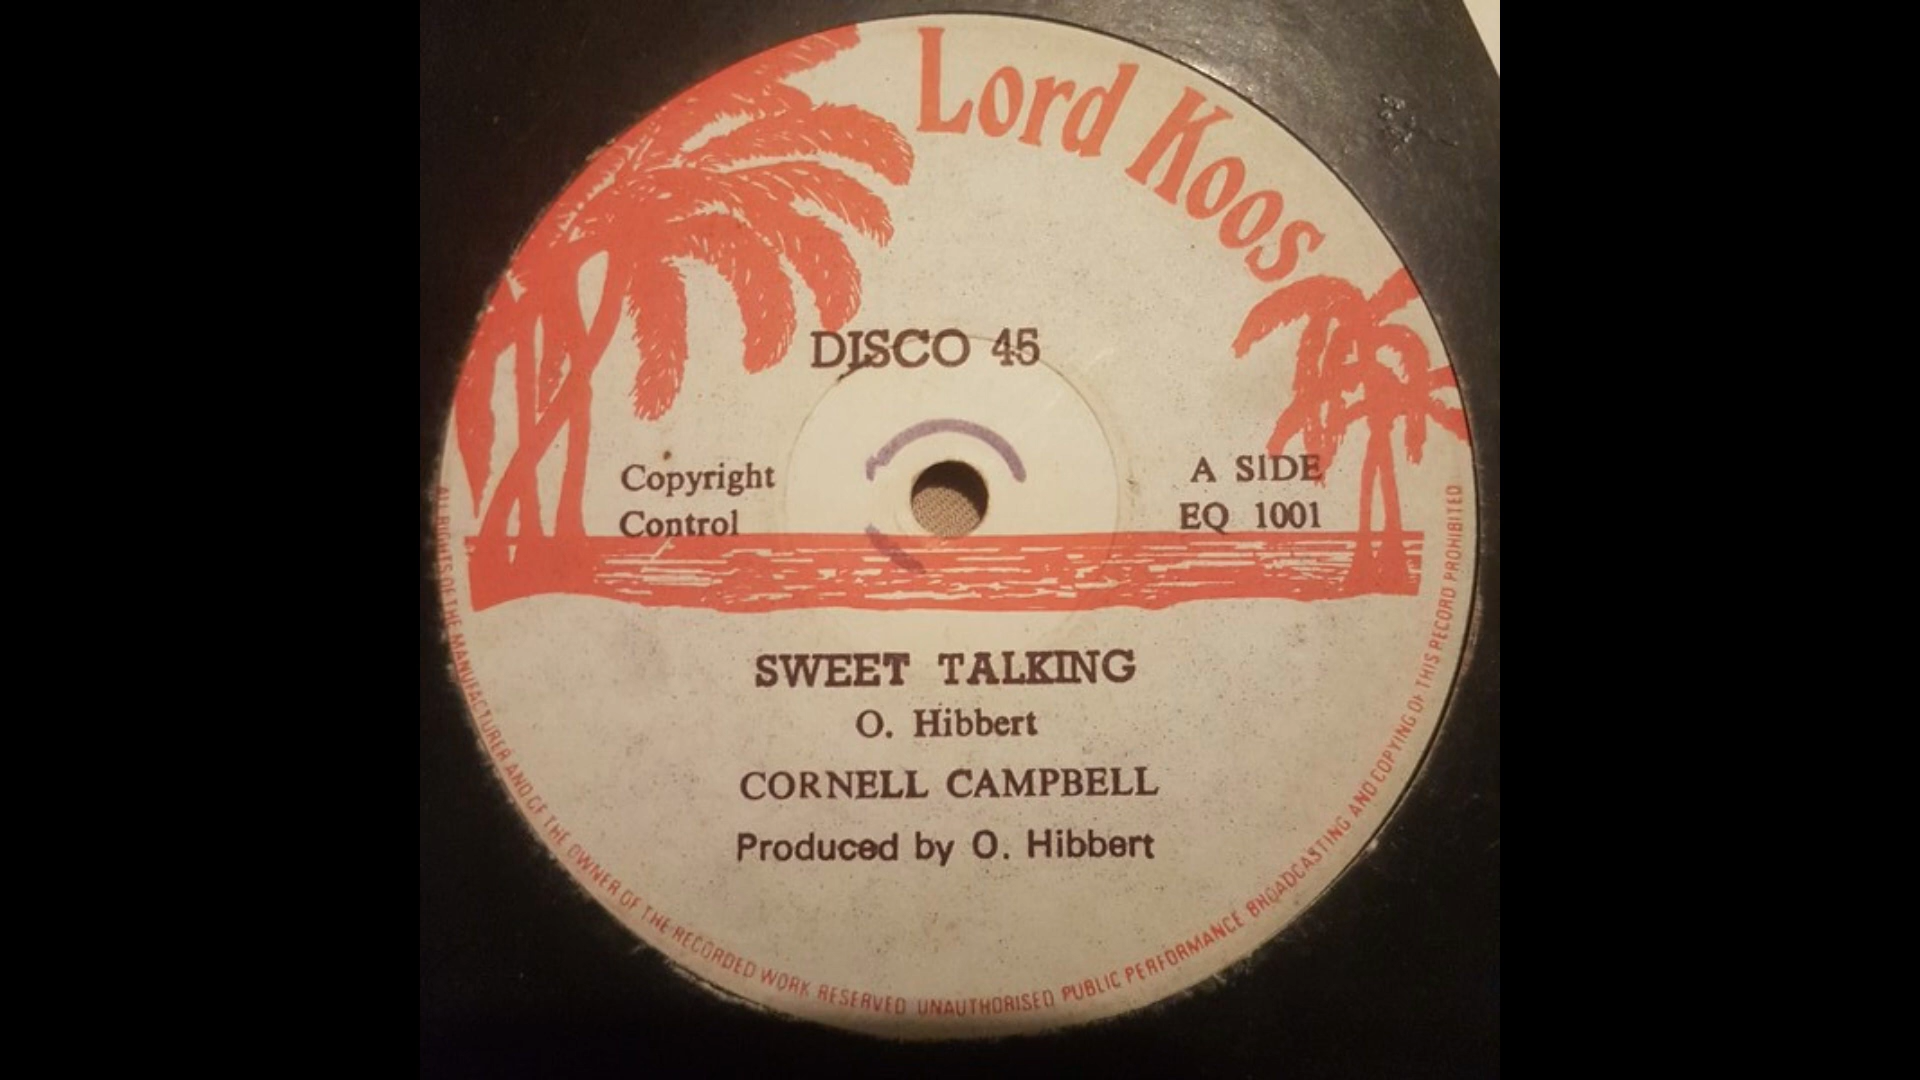 Lord Koos
DISCO 45
Copyright
Control
A SIDE
EQ 1001
SWEET TALKING
O. Hibbert
CORNELL CAMPBELL
Produced by O. Hibbert
ALL RIGHTS OF THE MANUFACTURER AND OF THE OWNER OF THE RECORDED WORK RESERVED UNAUTHORISED PUBLIC PERFORMANCE BROADCASTING AND COPYING OF THIS RECORD PROHIBITED